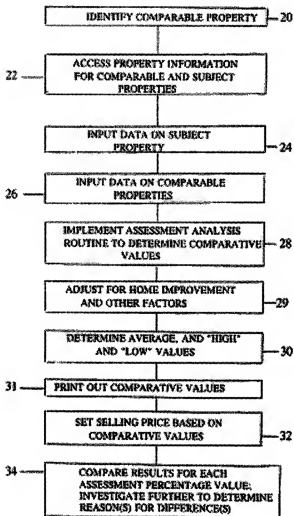 IDENTIFY COMPARABLE PROPERTY
20
ACCESS PROPERTY INFORMATION
FOR COMPARABLE AND SUBJECT
PROPERTIES
22
INPUT DATA ON SUBJECT
PROPERTY
24
INPUT DATA ON COMPARABLE
PROPERTIES
26
IMPLEMENT ASSESSMENT ANALYSIS
ROUTINE TO DETERMINE COMPARATIVE
VALUES
28
ADJUST FOR HOME IMPROVEMENT
AND OTHER FACTORS
29
DETERMINE AVERAGE, AND "HIGH"
AND "LOW" VALUES
30
31
PRINT OUT COMPARATIVE VALUES
SET SELLING PRICE BASED ON
COMPARATIVE VALUES
32
34
COMPARE RESULTS FOR EACH
ASSESSMENT PERCENTAGE VALUE;
INVESTIGATE FURTHER TO DETERMINE
REASON(S) FOR DIFFERENCE(S)